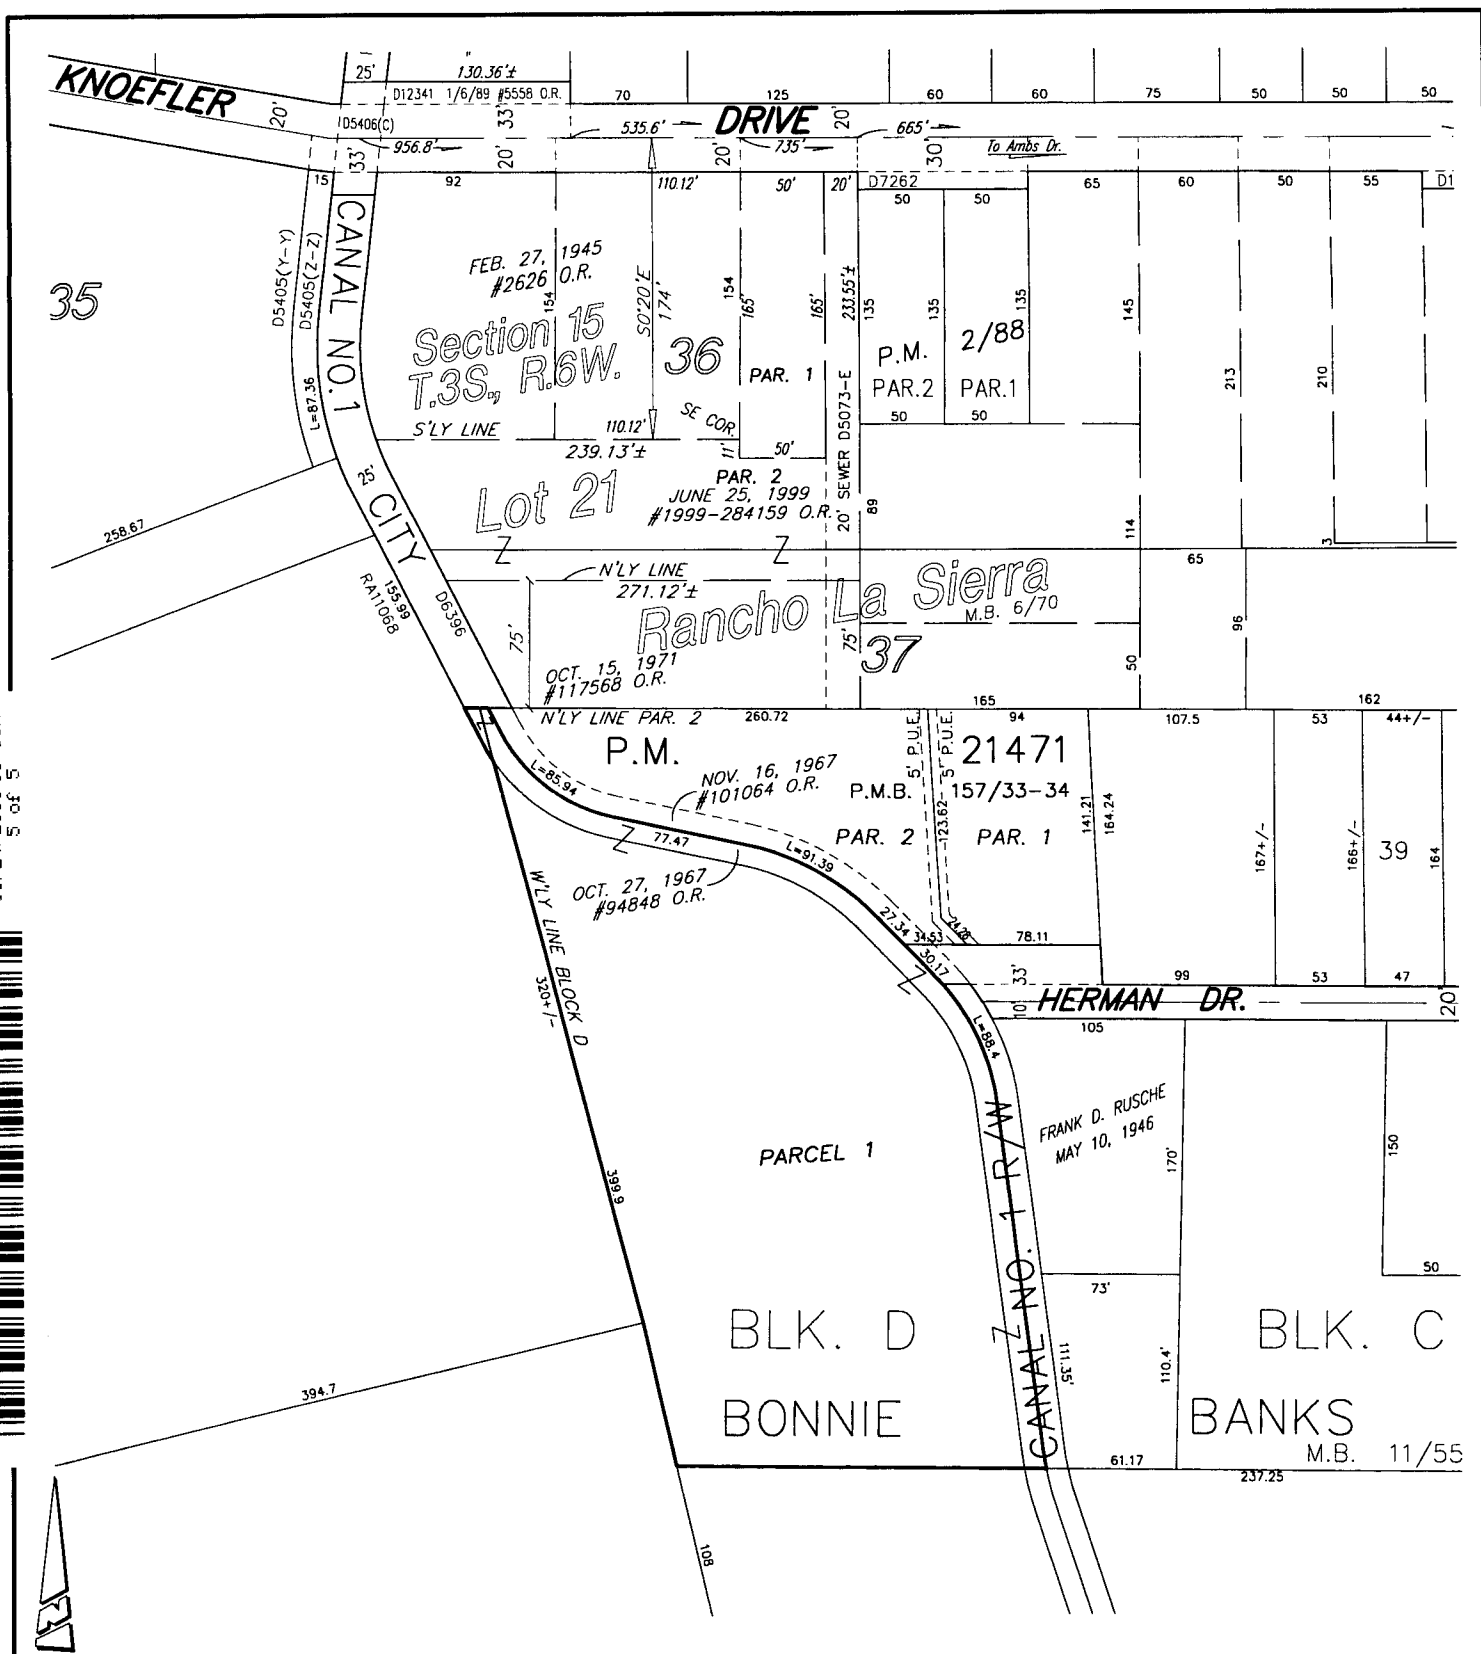 25'
130.36'±
KNOEFLER
20'
D12341 1/6/89 #5558 O.R.
33'
70
125
60
60
75
50
50
50
D5406(C)
535.6'
DRIVE
20'
665'
956.8'
33'
20'
20'
735'
30'
To Ambs Dr.
15
92
110.12'
50'
20'
D7262
65
60
50
55
D1
50
50
CANAL NO.1
D5405(Y-Y)
D5405(Z-Z)
L=87.36
35
FEB. 27, 1945
#2626 O.R.
154
S0°20'E
174'
154
165'
165'
233.55'±
135
135
135
145
213
210
Section 15
T.3S., R.6W.
36
PAR. 1
P.M.
2/88
PAR.2
PAR.1
50
50
S'LY LINE
110.12'
SE COR.
11'
50'
239.13'±
PAR. 2
JUNE 25, 1999
#1999-284159 O.R.
20' SEWER D5073-E
89
114
3
25'
CITY
Lot 21
258.67
Z
Z
65
N'LY LINE
271.12'±
Rancho La Sierra
M.B. 6/70
155.99
RA11068
D6396
75'
75'
37
96
50
OCT. 15, 1971
#117568 O.R.
165
162
N'LY LINE PAR. 2
260.72
94
107.5
53
44+/-
P.M.
5' P.U.E.
5' P.U.E.
21471
L=85.94
NOV. 16, 1967
#101064 O.R.
P.M.B.
157/33-34
123.62
141.21
164.24
167+/-
166+/-
39
164
PAR. 2
PAR. 1
Z
77.47
L=91.39
OCT. 27, 1967
#94848 O.R.
W'LY LINE BLOCK D
320+/-
27.34
34.53
24.28
78.11
30.17
33'
Z
99
53
47
10'
HERMAN DR.
20'
105
L=88.4
FRANK D. RUSCHE
MAY 10, 1946
170'
150
PARCEL 1
399.9
CANAL NO. 1 R/W
73'
50
Z
BLK. D
BLK. C
111.35'
110.4'
394.7
BONNIE
BANKS
M.B. 11/55
61.17
237.25
108
5 of 5
N